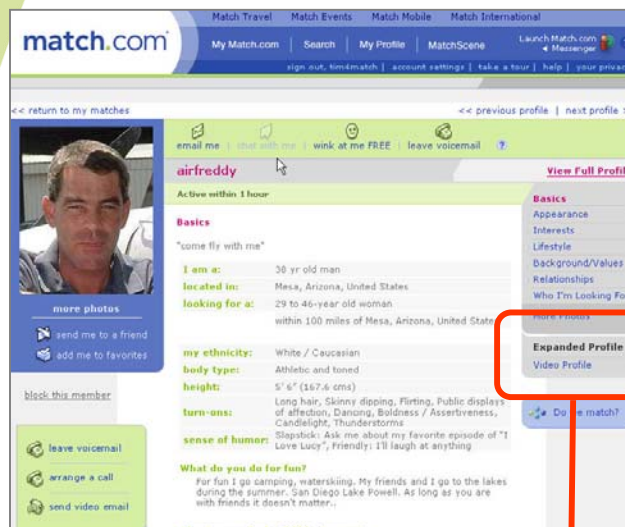 Match Travel Match Events Match Mobile Match International
match.com
My Match.com | Search | My Profile | MatchScene
Launch Match.com
Messenger
sign out, tim4match | account settings | take a tour | help | your
<< return to my matches
<< previous profile | next profile
email me | chat with me | wink at me FREE | leave voicemail ?
airfreddy
View Full
Active within 1 hour
Basics
"come fly with me"
I am a: 38 yr old man
located in: Mesa, Arizona, United States
looking for a: 29 to 46-year old woman
within 100 miles of Mesa, Arizona, United
my ethnicity: White / Caucasian
body type: Athletic and toned
height: 5' 6" (167.6 cms)
turn-ons: Long hair, Skinny dipping, Flirting, Public displays
of affection, Dancing, Boldness / Assertiveness,
Candlelight, Thunderstorms
sense of humor: Slapstick: Ask me about my favorite episode of "I
Love Lucy", Friendly: I'll laugh at anything
What do you do for fun?
For fun I go camping, waterskiing. My friends and I go to the lakes
during the summer. San Diego Lake Powell. As long as you are
with friends it doesn't matter..
more photos
send me to a friend
add me to favorites
block this member
leave voicemail
arrange a call
send video email
Basics
Appearance
Interests
Lifestyle
Background/Values
Relationships
Who I'm Looking
More Photos
Expanded Profile
Video Profile
match?